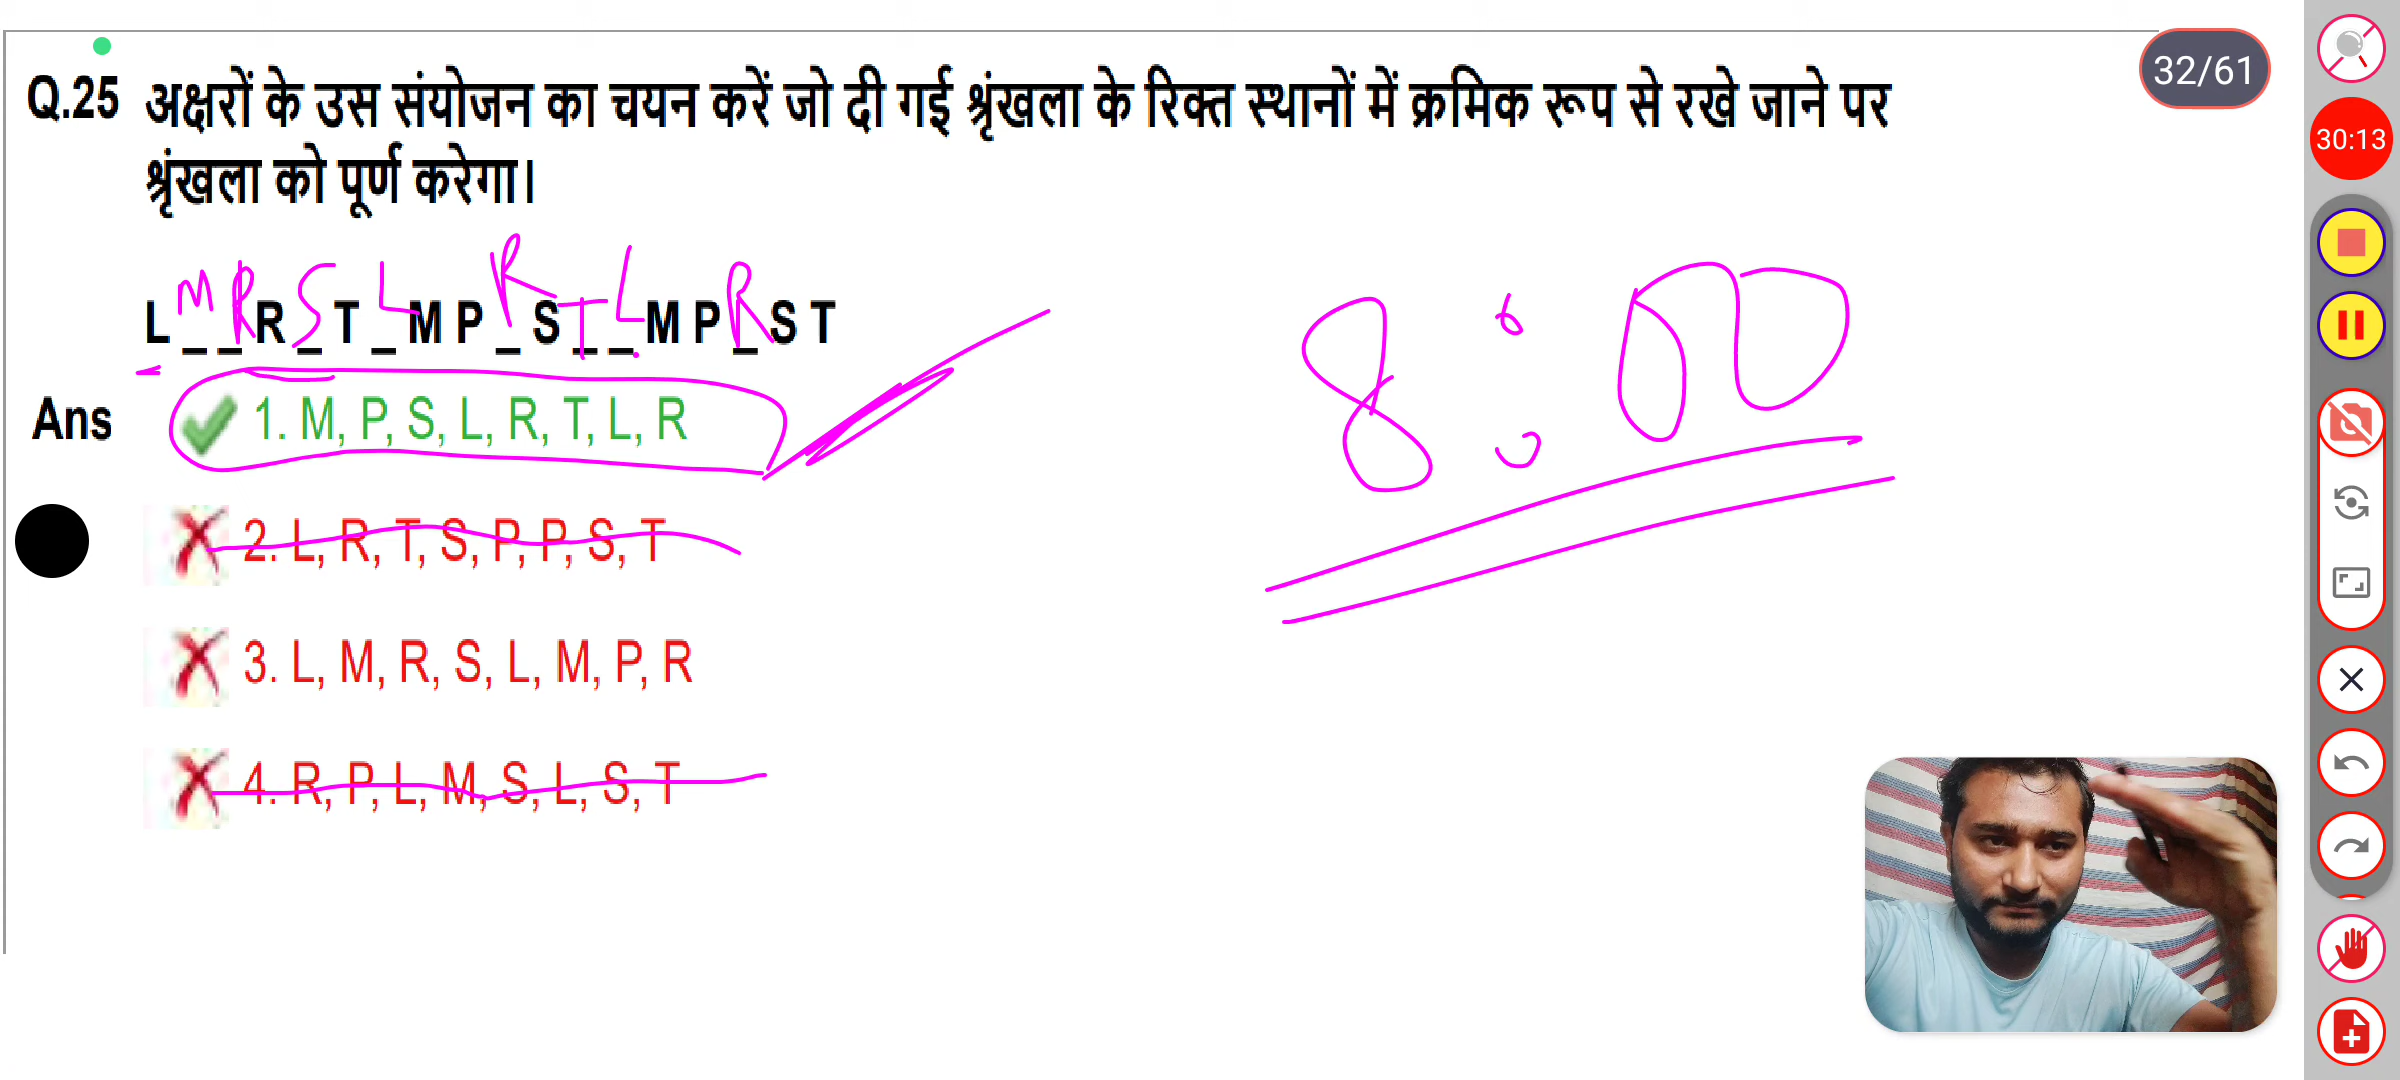 32/61
30:13
Q.25 अक्षरों के उस संयोजन का चयन करें जो दी गई श्रृंखला के रिक्त स्थानों में क्रमिक रूप से रखे जाने पर
श्रृंखला को पूर्ण करेगा।
M R S L R T L R
L _ _ R _ T _ M P _ S _ _ M P _ S T
8:00
Ans 1. M, P, S, L, R, T, L, R
2. L, R, T, S, P, P, S, T
3. L, M, R, S, L, M, P, R
4. R, P, L, M, S, L, S, T